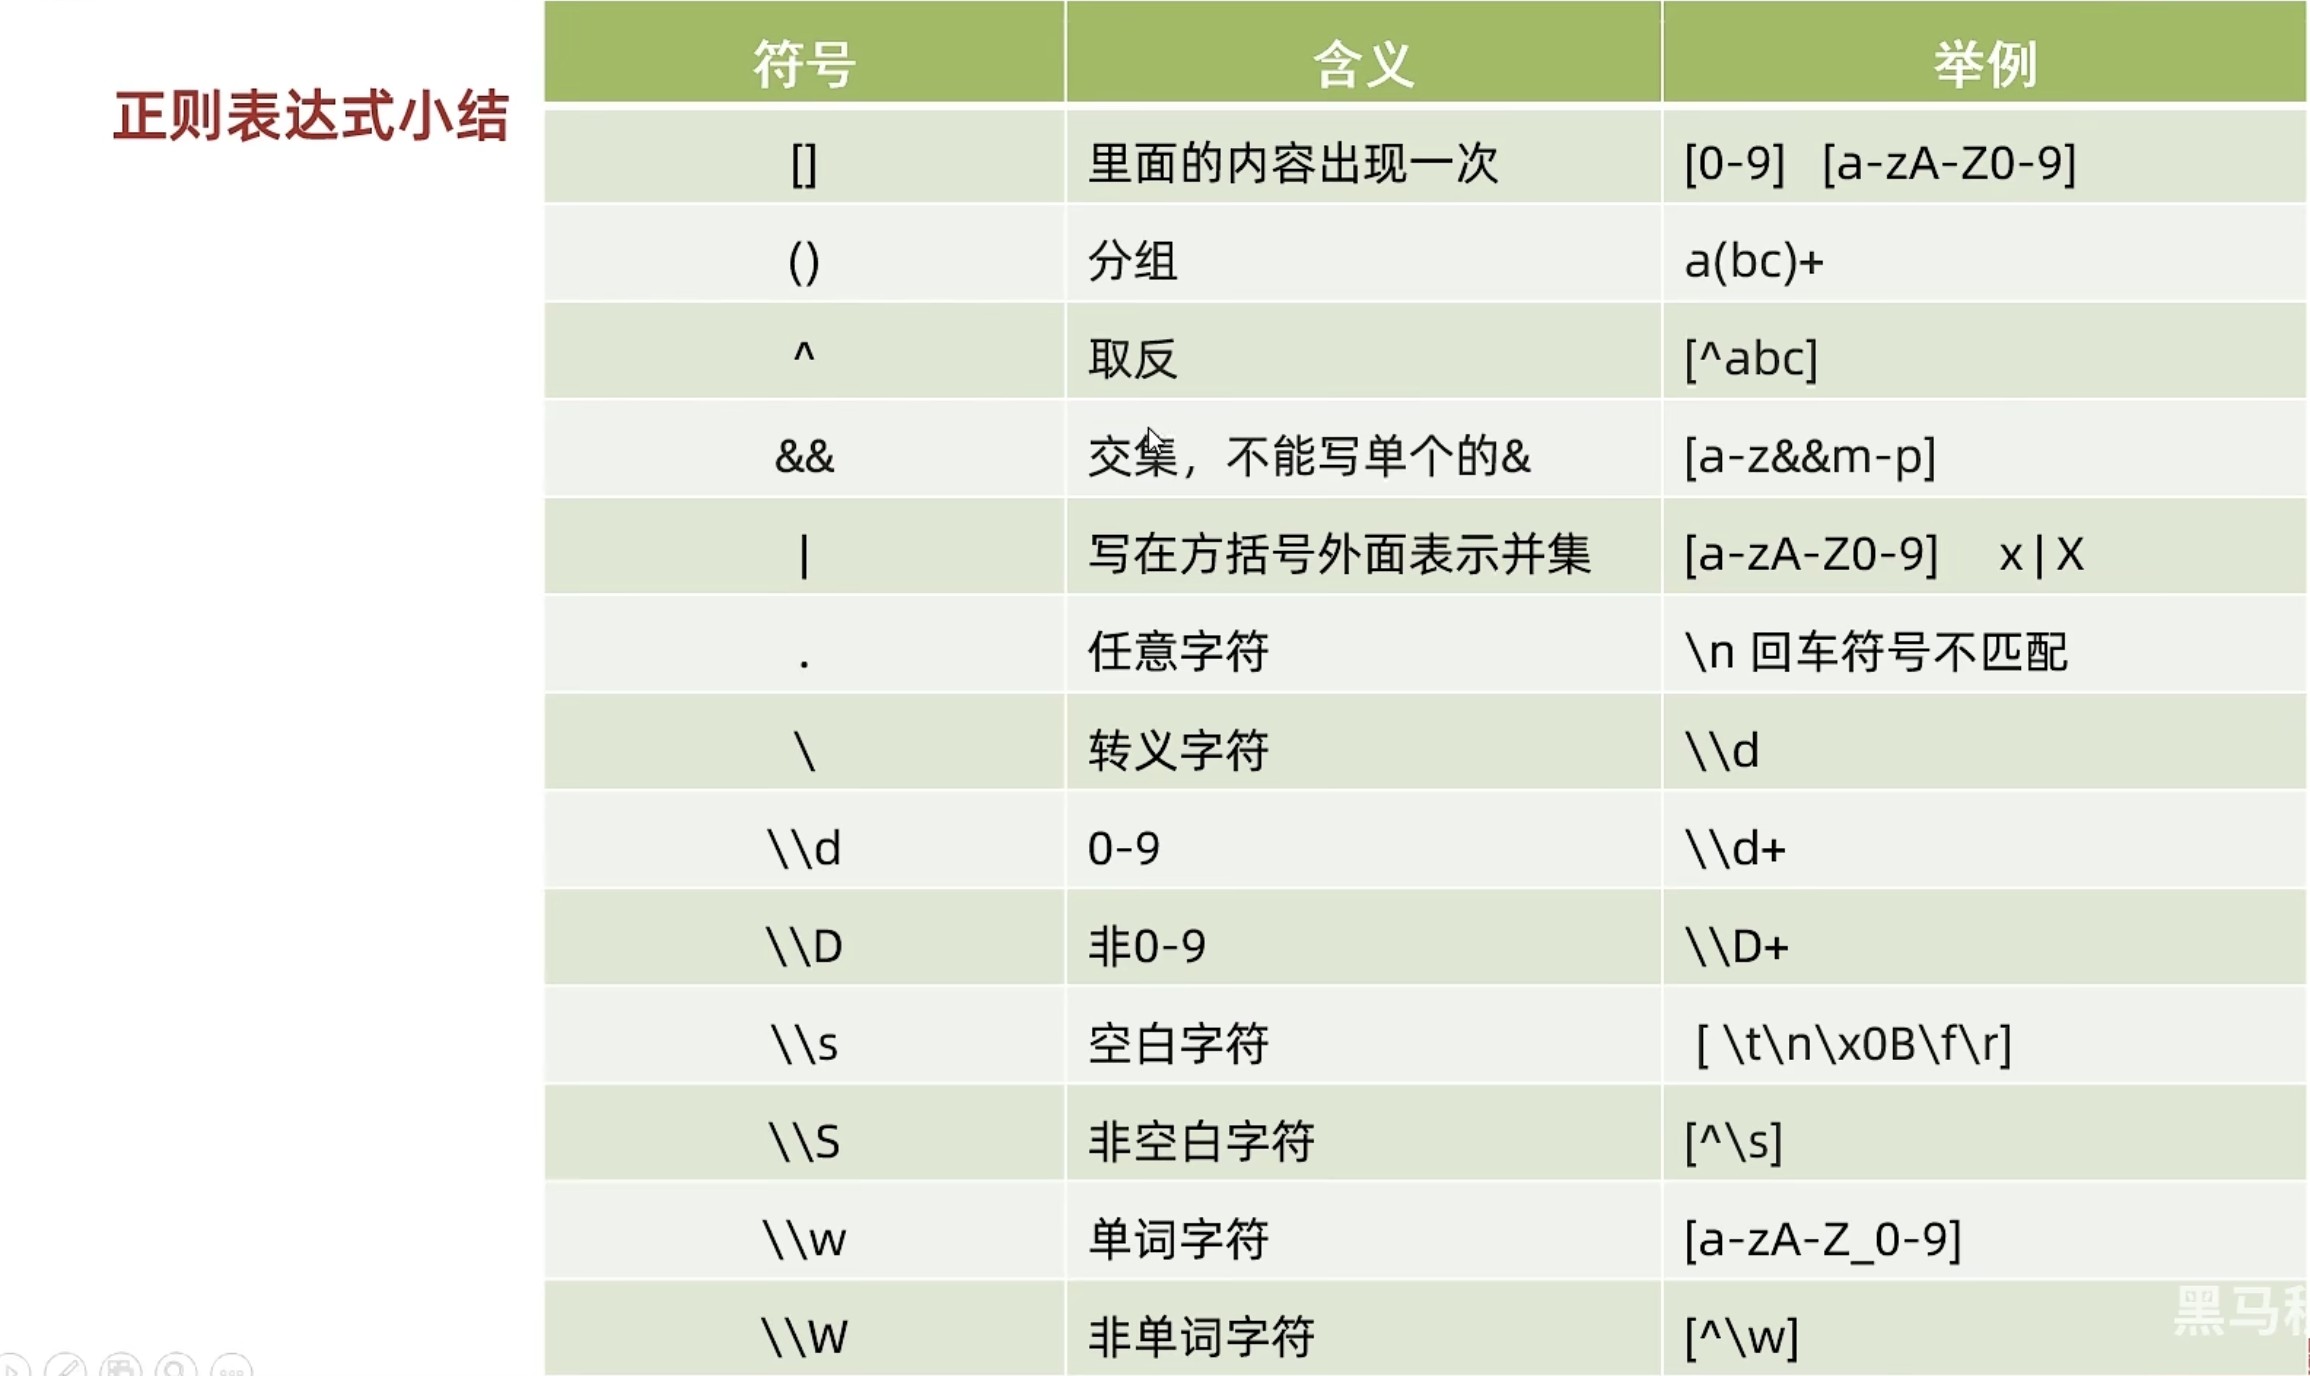 正则表达式小结
符号 含义 举例
[] 里面的内容出现一次 [0-9] [a-zA-Z0-9]
() 分组 a(bc)+
^ 取反 [^abc]
&& 交集，不能写单个的& [a-z&&m-p]
| 写在方括号外面表示并集 [a-zA-Z0-9] x|X
. 任意字符 \n 回车符号不匹配
\ 转义字符 \\d
\\d 0-9 \\d+
\\D 非0-9 \\D+
\\s 空白字符 [ \t\n\x0B\f\r]
\\S 非空白字符 [^\s]
\\w 单词字符 [a-zA-Z_0-9]
\\W 非单词字符 [^\w]
黑马